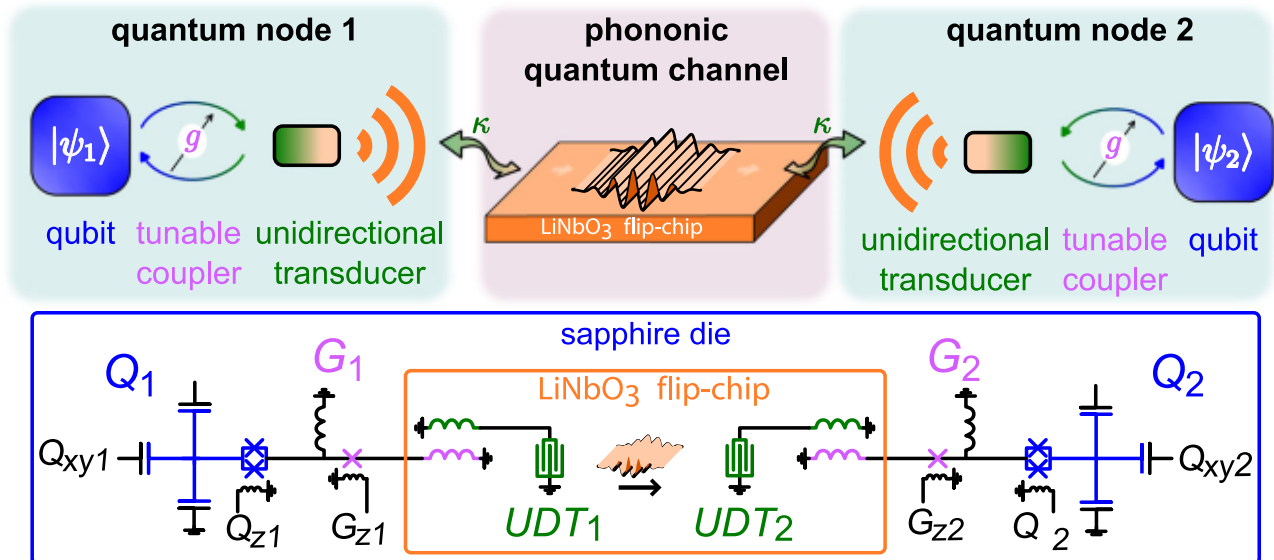 quantum node 1
phononic
quantum channel
quantum node 2
|ψ₁⟩
g
κ
κ
g
|ψ₂⟩
LiNbO₃ flip-chip
qubit
tunable
coupler
unidirectional
transducer
unidirectional
transducer
tunable
coupler
qubit
sapphire die
Q₁
G₁
LiNbO₃ flip-chip
G₂
Q₂
Qxy1
Qz1
Gz1
UDT₁
UDT₂
Gz2
Q 2
Qxy2